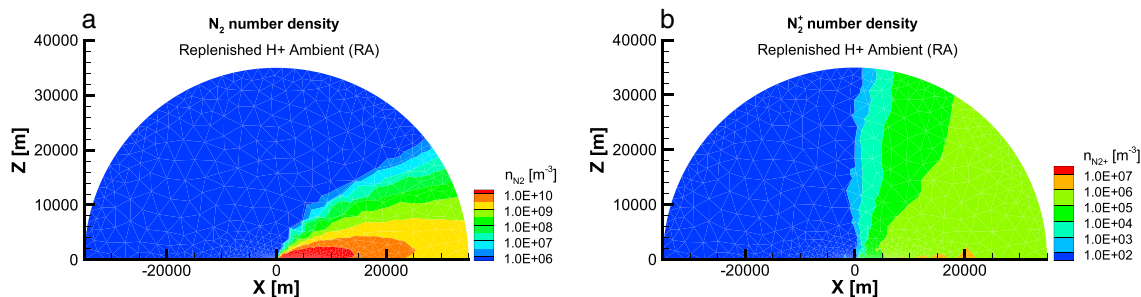 a
N₂ number density
Replenished H+ Ambient (RA)
40000
30000
20000
10000
0
Z [m]
-20000
0
20000
X [m]
n_N2 [m⁻³]
1.0E+10
1.0E+09
1.0E+08
1.0E+07
1.0E+06
b
N₂⁺ number density
Replenished H+ Ambient (RA)
40000
30000
20000
10000
0
Z [m]
-20000
0
20000
X [m]
n_N2+ [m⁻³]
1.0E+07
1.0E+06
1.0E+05
1.0E+04
1.0E+03
1.0E+02